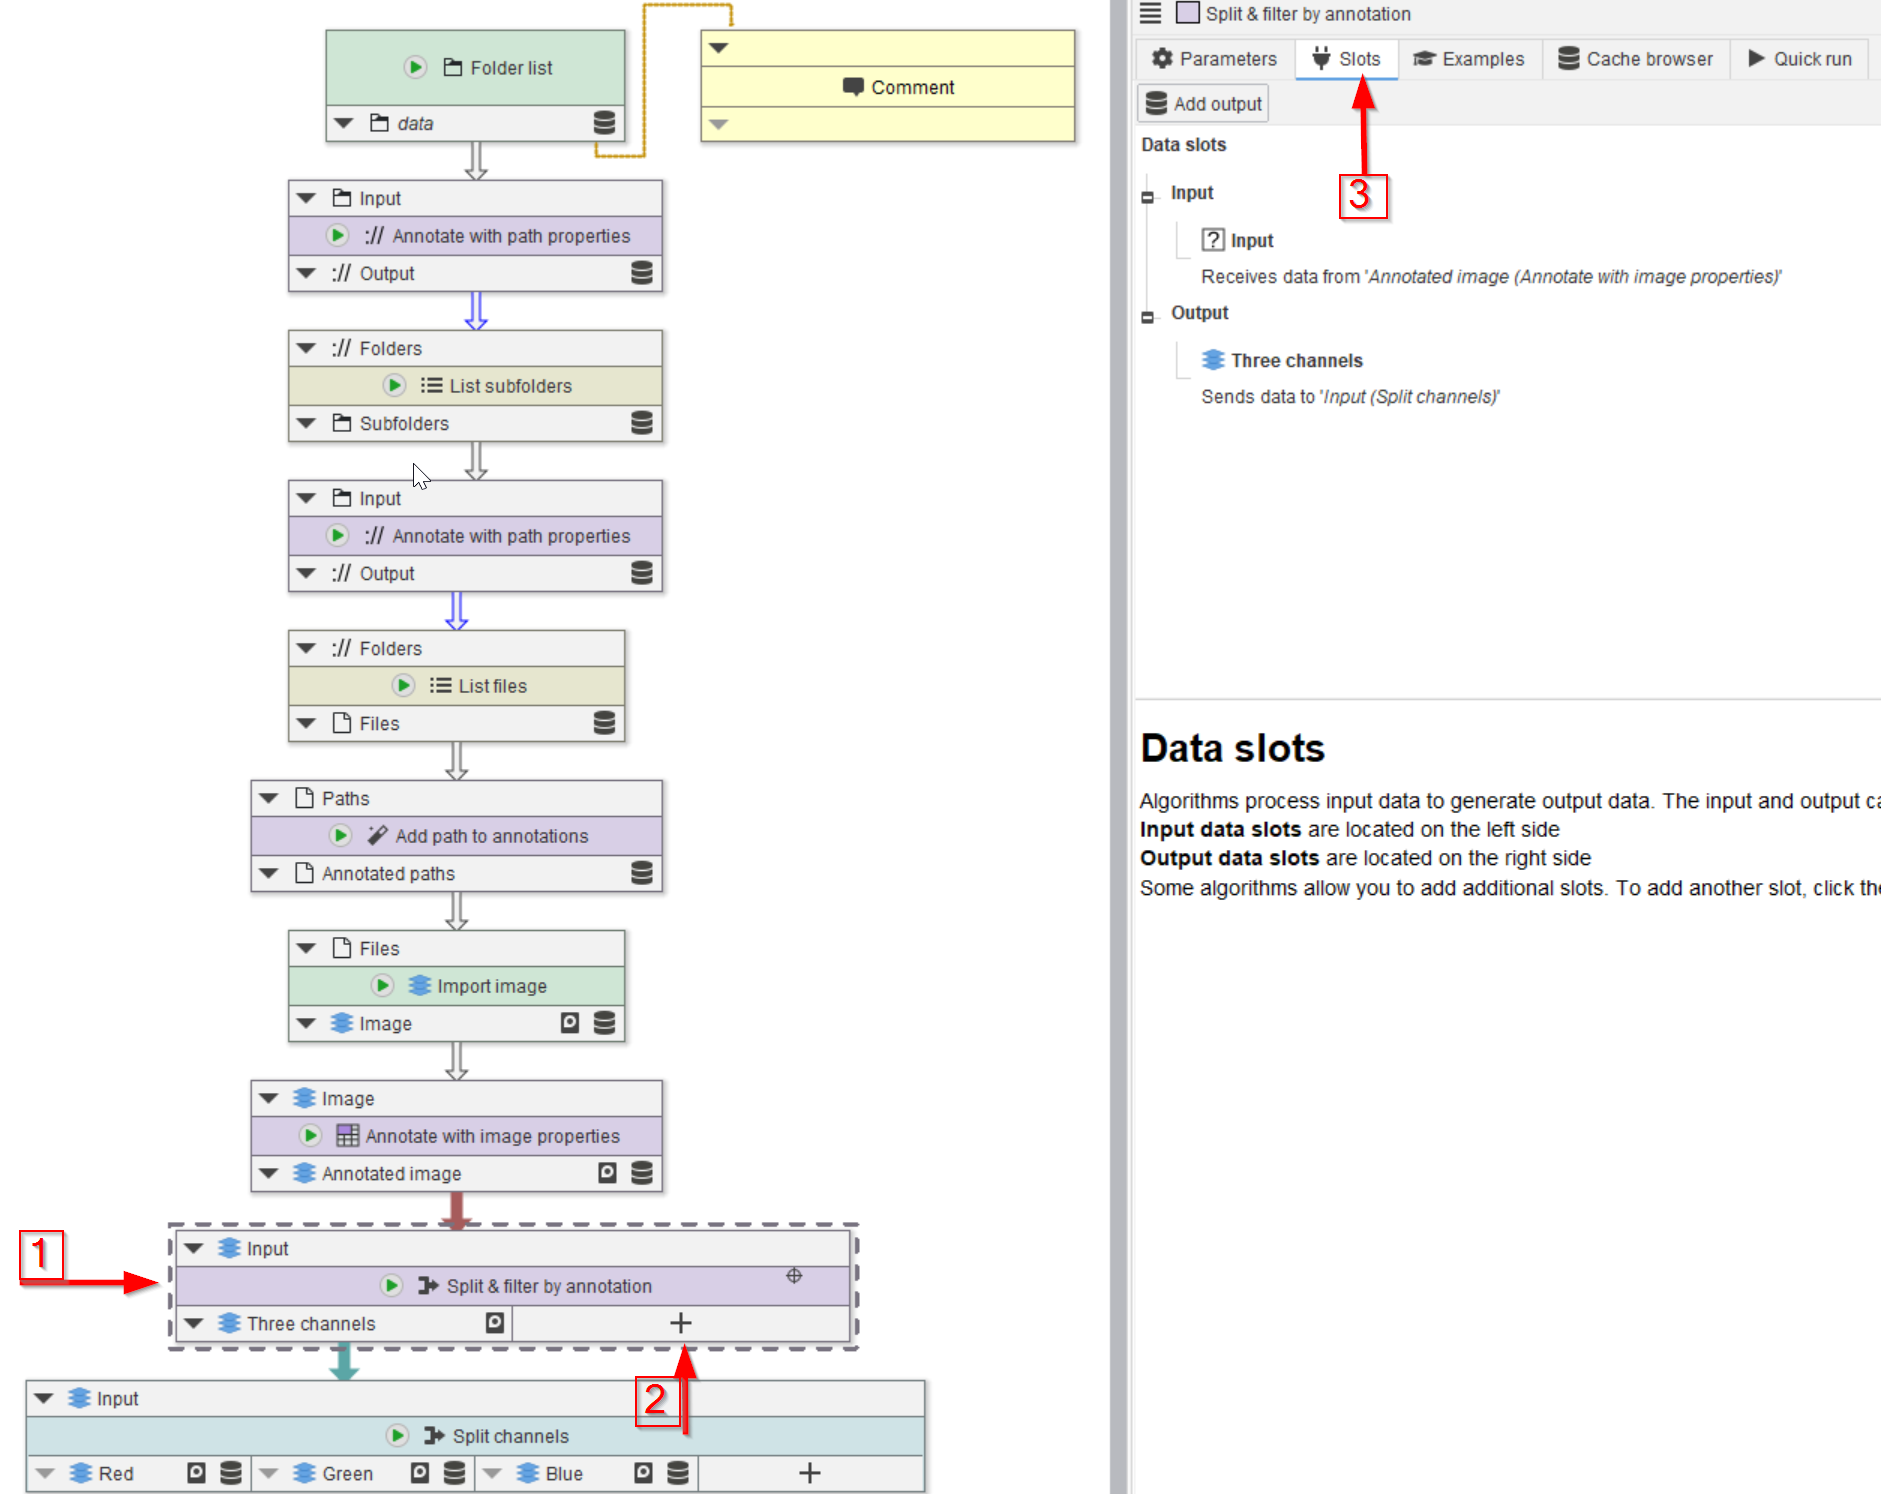 Folder list
data
Comment
Input
:// Annotate with path properties
:// Output
:// Folders
List subfolders
Subfolders
Input
:// Annotate with path properties
:// Output
:// Folders
List files
Files
Paths
Add path to annotations
Annotated paths
Files
Import image
Image
Image
Annotate with image properties
Annotated image
1
Input
Split & filter by annotation
Three channels
2
Input
Split channels
Red Green Blue
Split & filter by annotation
Parameters Slots Examples Cache browser Quick run
Add output
3
Data slots
Input
? Input
Receives data from 'Annotated image (Annotate with image properties)'
Output
Three channels
Sends data to 'Input (Split channels)'
Data slots
Algorithms process input data to generate output data. The input and output
Input data slots are located on the left side
Output data slots are located on the right side
Some algorithms allow you to add additional slots. To add another slot, click